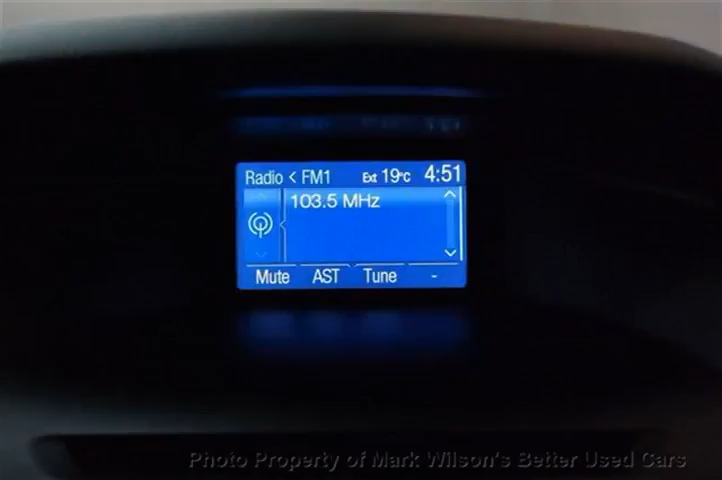 Radio < FM1 Ext 19°C 4:51
103.5 MHz
Mute AST Tune -
Photo Property of Mark Wilson's Better Used Cars